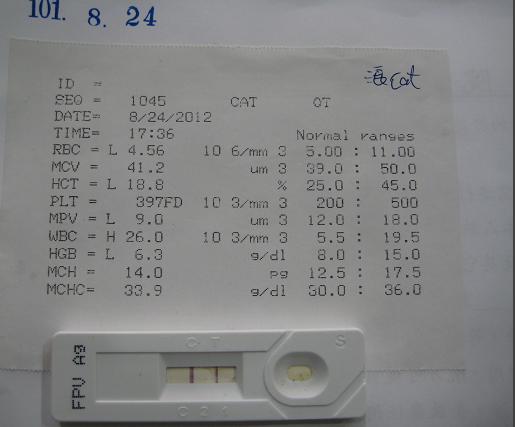 101. 8. 24
Cat
ID =
SEQ = 1045 CAT OT
DATE= 8/24/2012
TIME= 17:36 Normal ranges
RBC = L 4.56 10 6/mm 3 5.00 : 11.00
MCV = 41.2 um 3 39.0 : 50.0
HCT = L 18.8 % 25.0 : 45.0
PLT = 397FD 10 3/mm 3 200 : 500
MPV = L 9.0 um 3 12.0 : 18.0
WBC = H 26.0 10 3/mm 3 5.5 : 19.5
HGB = L 6.3 g/dl 8.0 : 15.0
MCH = 14.0 pg 12.5 : 17.5
MCHC= 33.9 g/dl 30.0 : 36.0
C T S
FPV Ag
C 2 1